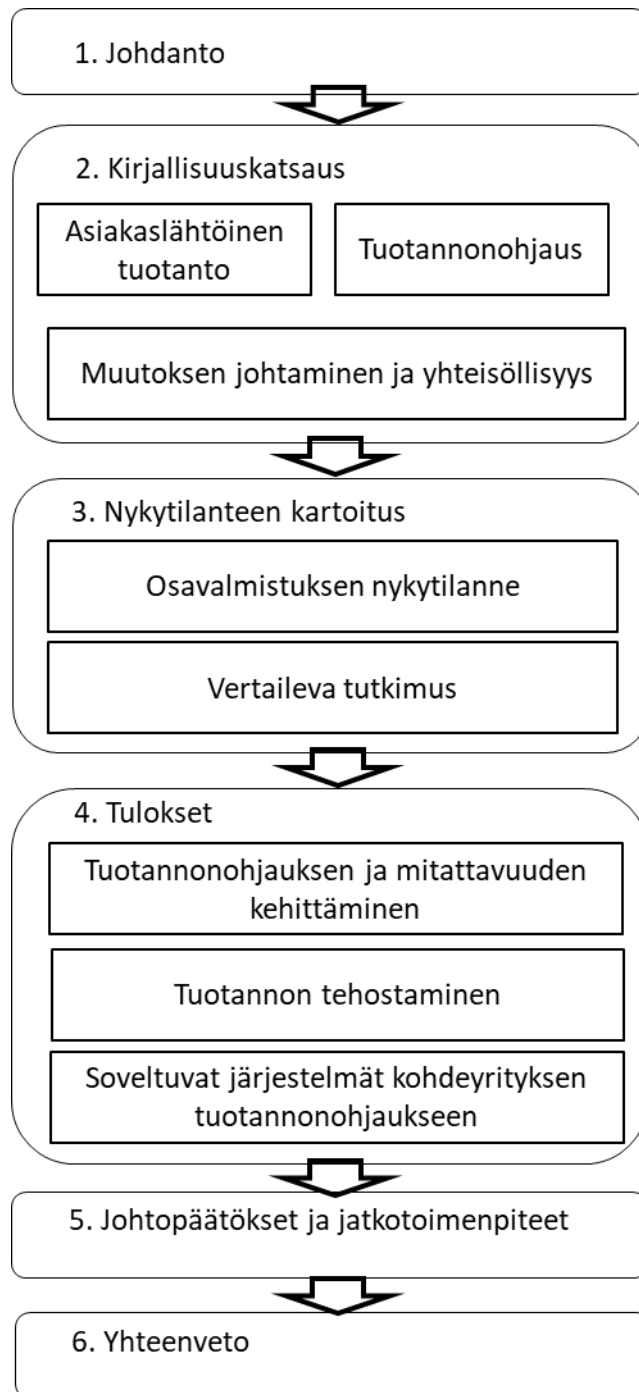 1. Johdanto
2. Kirjallisuuskatsaus
Asiakaslähtöinen
tuotanto
Tuotannonohjaus
Muutoksen johtaminen ja yhteisöllisyys
3. Nykytilanteen kartoitus
Osavalmistuksen nykytilanne
Vertaileva tutkimus
4. Tulokset
Tuotannonohjauksen ja mitattavuuden
kehittäminen
Tuotannon tehostaminen
Soveltuvat järjestelmät kohdeyrityksen
tuotannonohjaukseen
5. Johtopäätökset ja jatkotoimenpiteet
6. Yhteenveto